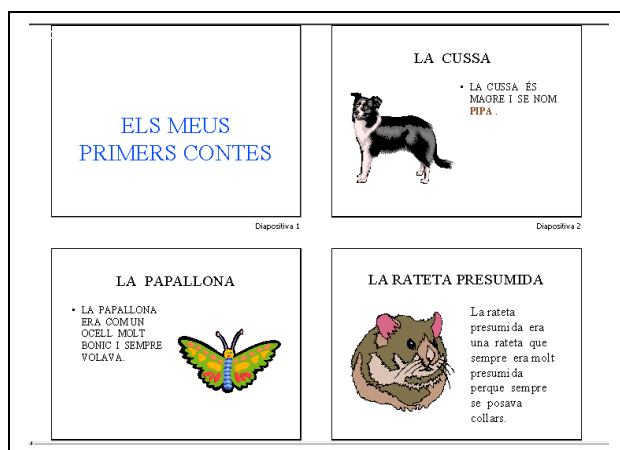 ELS MEUS
PRIMERS CONTES
Diapositiva 1
LA CUSSA
• LA CUSSA ÉS
MAGRE I SE NOM
PIPA .
Diapositiva 2
LA PAPALLONA
• LA PAPALLONA
ERA COM UN
OCELL MOLT
BONIC I SEMPRE
VOLAVA.
LA RATETA PRESUMIDA
La rateta
presumida era
una rateta que
sempre era molt
presumida
perque sempre
se posava
collars.